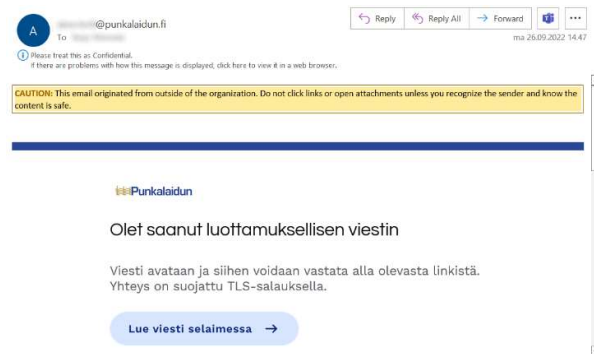 A
@punkalaidun.fi
To
Reply
Reply All
Forward
ma 26.09.2022 14.47
Please treat this as Confidential.
If there are problems with how this message is displayed, click here to view it in a web browser.
CAUTION: This email originated from outside of the organization. Do not click links or open attachments unless you recognize the sender and know the
content is safe.
Punkalaidun
Olet saanut luottamuksellisen viestin
Viesti avataan ja siihen voidaan vastata alla olevasta linkistä.
Yhteys on suojattu TLS-salauksella.
Lue viesti selaimessa →